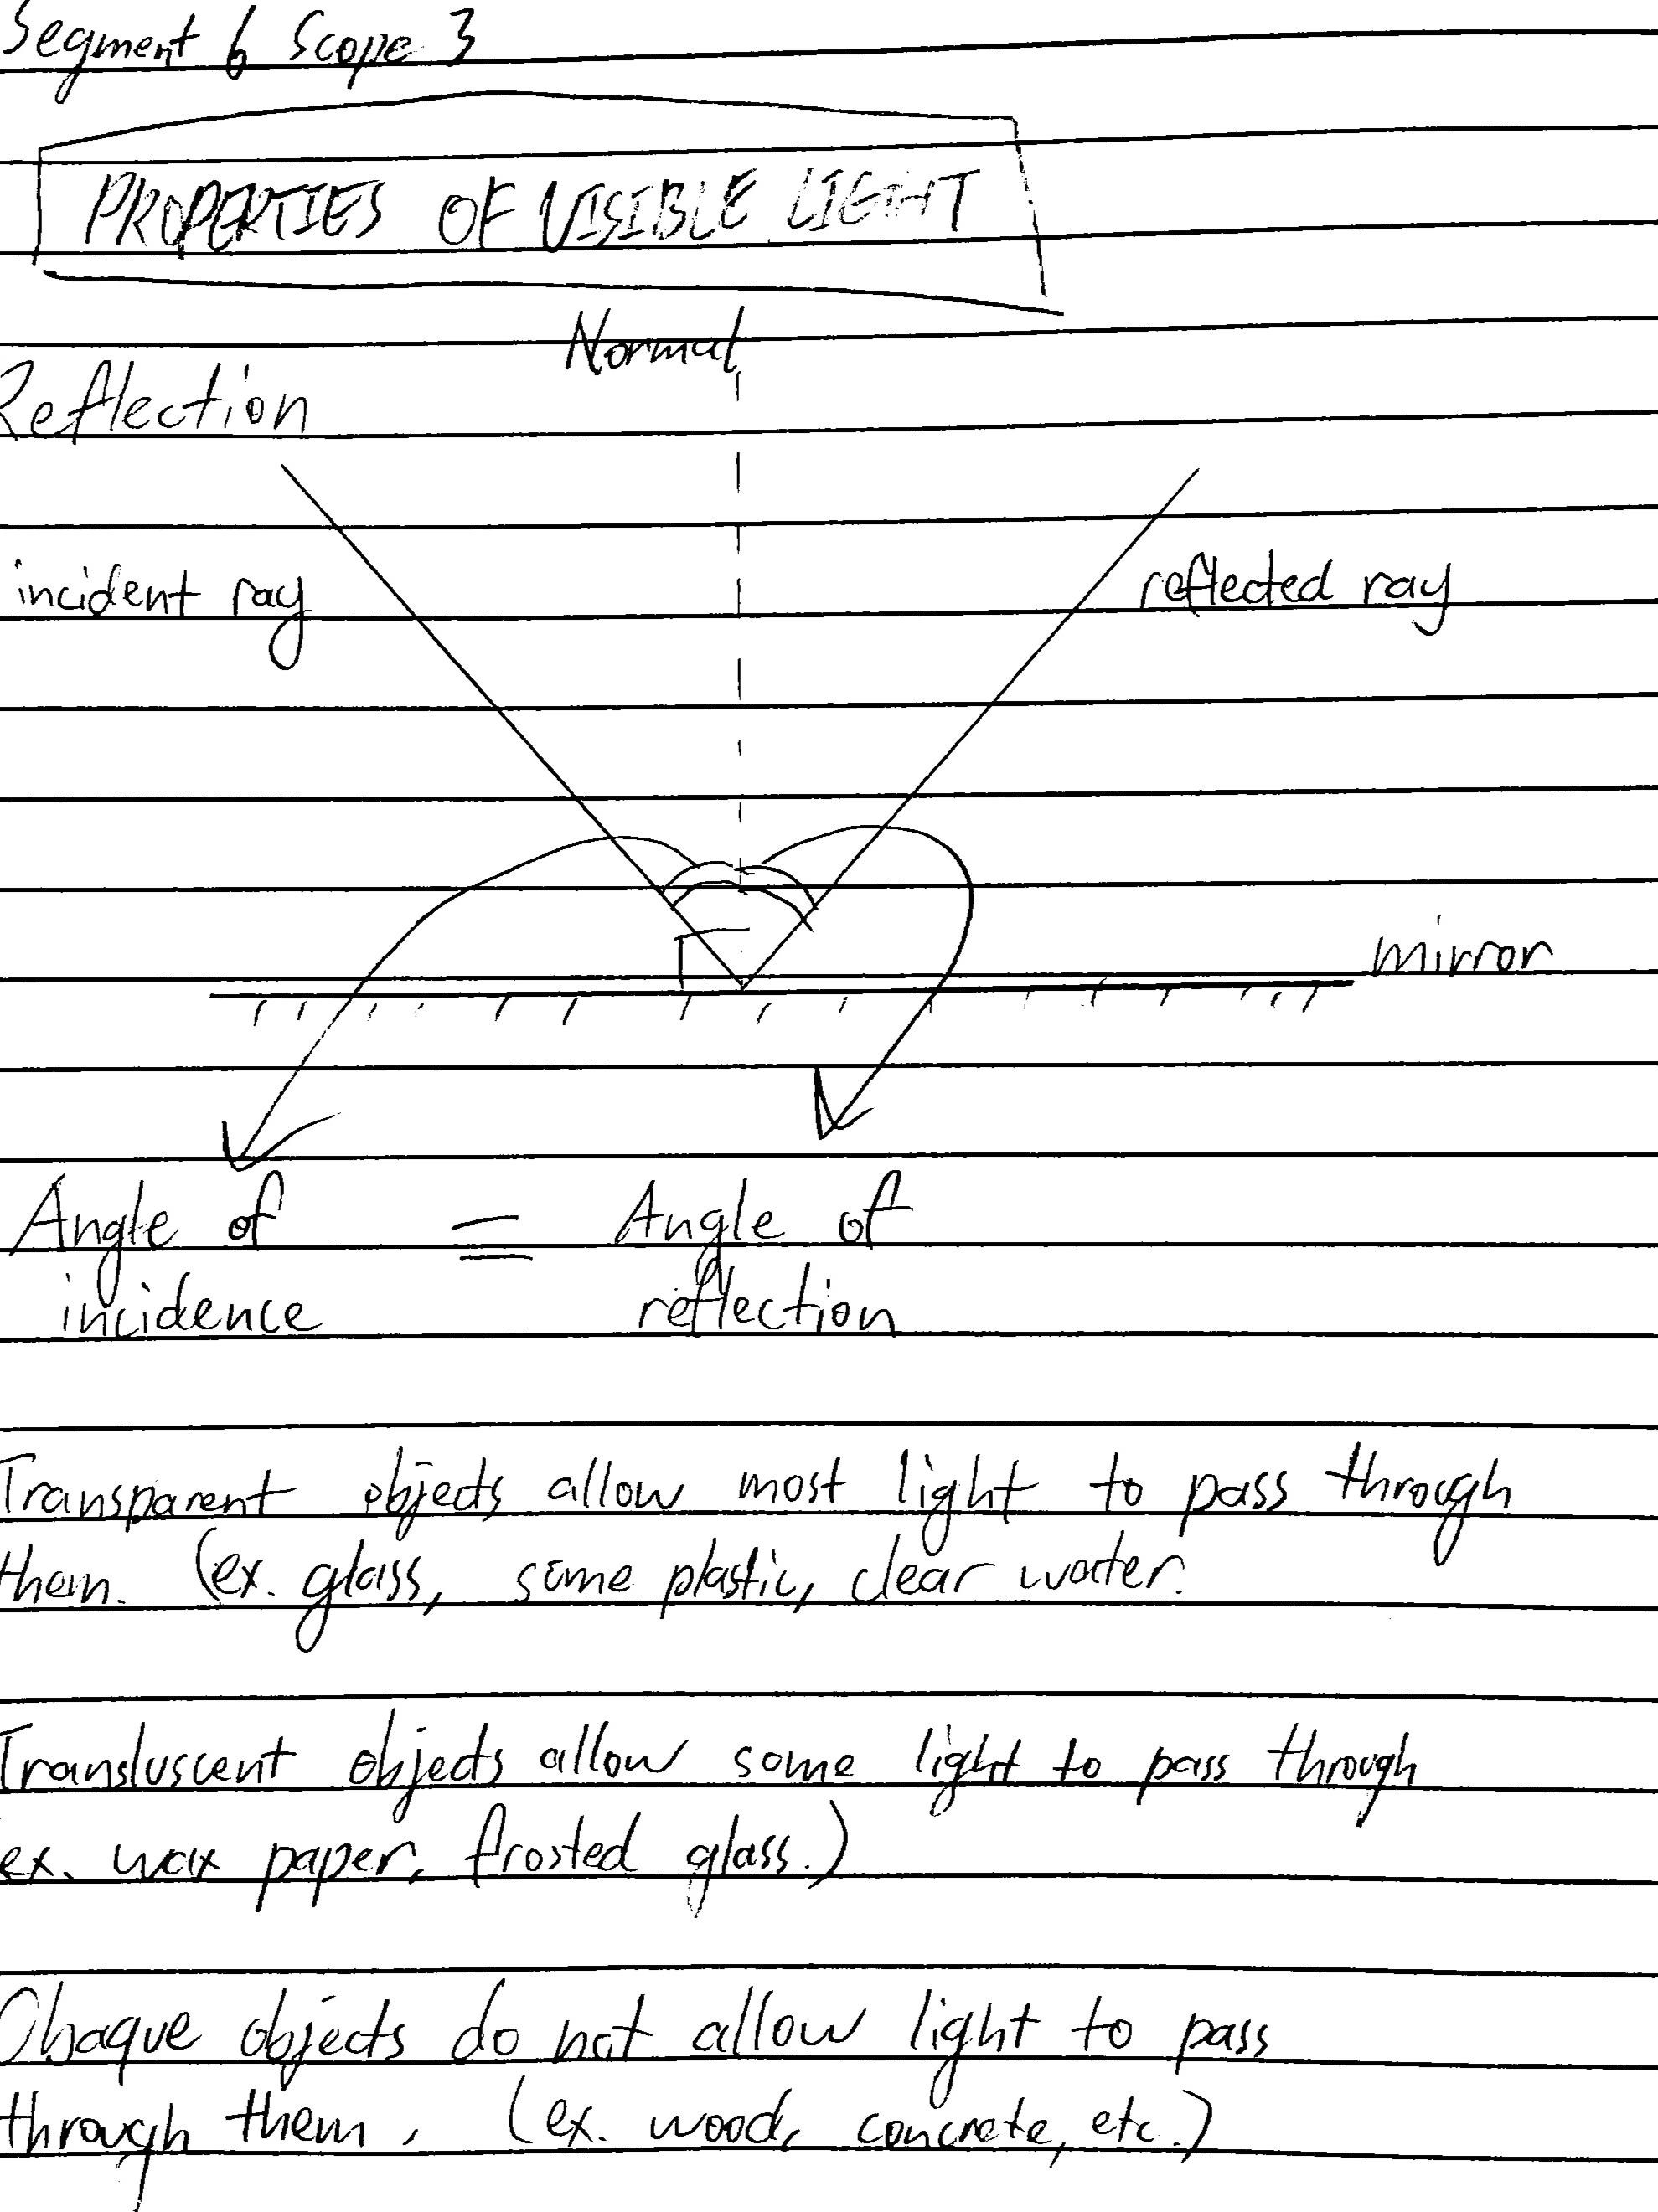 Segment 6 Scope 3
PROPERTIES OF VISIBLE LIGHT
Normal
Reflection
incident ray
reflected ray
mirror
Angle of = Angle of
incidence reflection
Transparent objects allow most light to pass through
them. (ex. glass, some plastic, clear water.
Transluscent objects allow some light to pass through
ex. wax paper, frosted glass.)
Obaque objects do not allow light to pass
through them. (ex. wood, concrete, etc.)